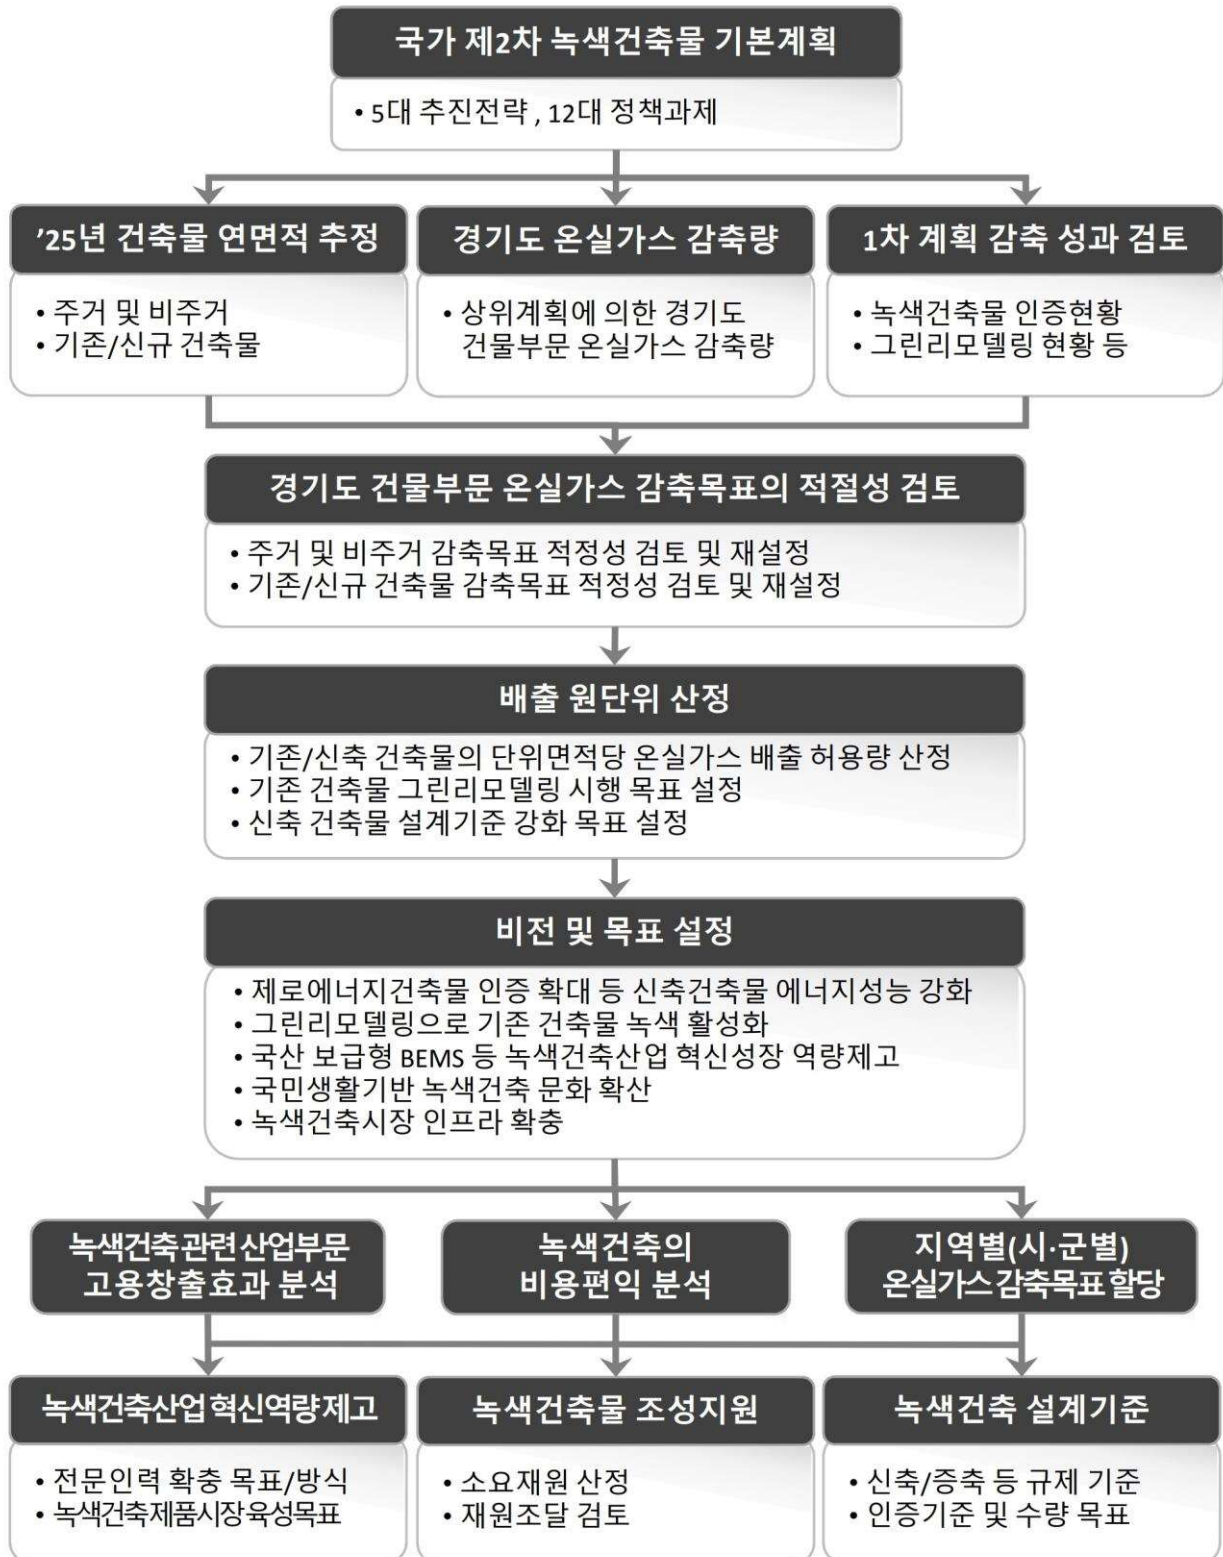 국가 제2차 녹색건축물 기본계획
• 5대 추진전략 , 12대 정책과제
’25년 건축물 연면적 추정
• 주거 및 비주거
• 기존/신규 건축물
경기도 온실가스 감축량
• 상위계획에 의한 경기도
건물부문 온실가스 감축량
1차 계획 감축 성과 검토
• 녹색건축물 인증현황
• 그린리모델링 현황 등
경기도 건물부문 온실가스 감축목표의 적절성 검토
• 주거 및 비주거 감축목표 적정성 검토 및 재설정
• 기존/신규 건축물 감축목표 적정성 검토 및 재설정
배출 원단위 산정
• 기존/신축 건축물의 단위면적당 온실가스 배출 허용량 산정
• 기존 건축물 그린리모델링 시행 목표 설정
• 신축 건축물 설계기준 강화 목표 설정
비전 및 목표 설정
• 제로에너지건축물 인증 확대 등 신축건축물 에너지성능 강화
• 그린리모델링으로 기존 건축물 녹색 활성화
• 국산 보급형 BEMS 등 녹색건축산업 혁신성장 역량제고
• 국민생활기반 녹색건축 문화 확산
• 녹색건축시장 인프라 확충
녹색건축 관련 산업부문
고용창출효과 분석
녹색건축의
비용편익 분석
지역별(시·군별)
온실가스 감축목표 할당
녹색건축산업 혁신역량 제고
• 전문인력 확충 목표/방식
• 녹색건축제품시장 육성목표
녹색건축물 조성지원
• 소요재원 산정
• 재원조달 검토
녹색건축 설계기준
• 신축/증축 등 규제 기준
• 인증기준 및 수량 목표